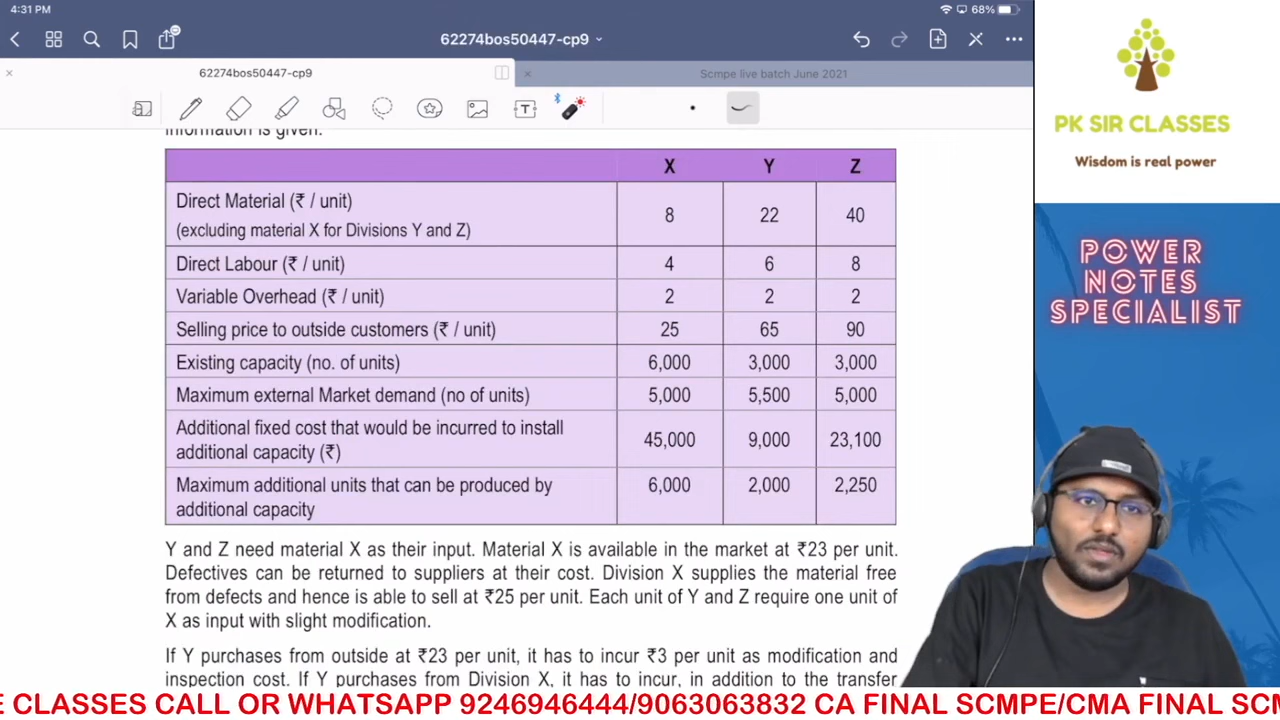 4:31 PM
68%
62274bos50447-cp9
62274bos50447-cp9
Scmpe live batch June 2021
information is given:
X Y Z
Direct Material (₹ / unit)
(excluding material X for Divisions Y and Z)
8 22 40
Direct Labour (₹ / unit) 4 6 8
Variable Overhead (₹ / unit) 2 2 2
Selling price to outside customers (₹ / unit) 25 65 90
Existing capacity (no. of units) 6,000 3,000 3,000
Maximum external Market demand (no of units) 5,000 5,500 5,000
Additional fixed cost that would be incurred to install
additional capacity (₹)
45,000 9,000 23,100
Maximum additional units that can be produced by
additional capacity
6,000 2,000 2,250
Y and Z need material X as their input. Material X is available in the market at ₹23 per unit.
Defectives can be returned to suppliers at their cost. Division X supplies the material free
from defects and hence is able to sell at ₹25 per unit. Each unit of Y and Z require one unit of
X as input with slight modification.
If Y purchases from outside at ₹23 per unit, it has to incur ₹3 per unit as modification and
inspection cost. If Y purchases from Division X, it has to incur, in addition to the transfer
PK SIR CLASSES
Wisdom is real power
POWER
NOTES
SPECIALIST
E CLASSES CALL OR WHATSAPP 9246946444/9063063832 CA FINAL SCMPE/CMA FINAL SCM